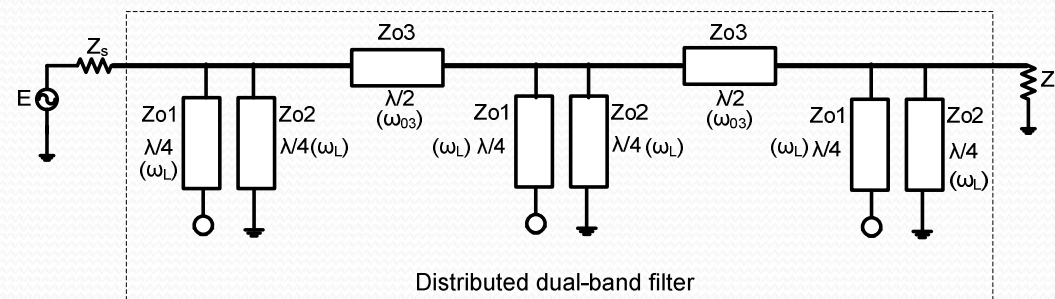 Zo3
Zo3
Zs
Z
E
Zo1
Zo2
λ/2
(ω03)
Zo1
Zo2
λ/2
(ω03)
Zo1
Zo2
λ/4
(ωL)
λ/4(ωL)
(ωL) λ/4
λ/4 (ωL)
(ωL) λ/4
λ/4
(ωL)
Distributed dual-band filter